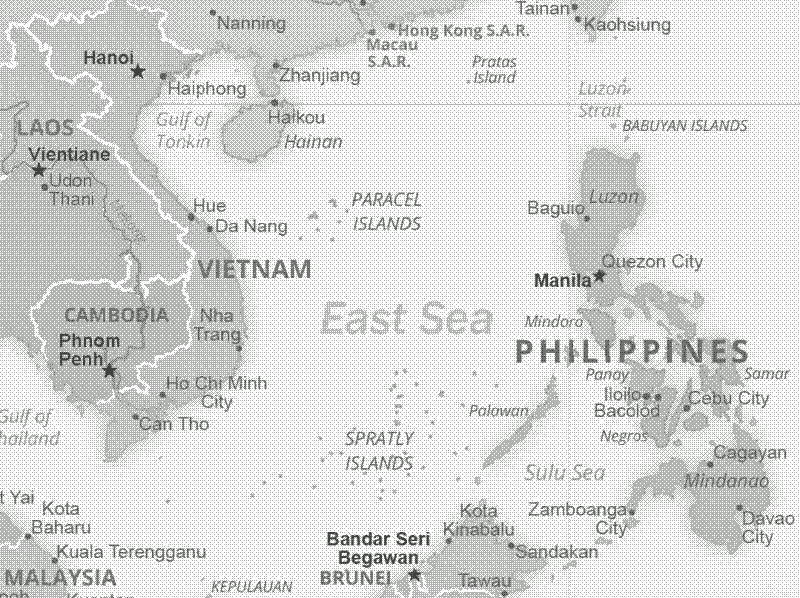 Tainan
Nanning
Kaohsiung
Hong Kong S.A.R.
Macau
S.A.R.
Hanoi
Zhanjiang
Pratas
Island
Haiphong
Luzon
Strait
Gulf of
Tonkin
Haikou
BABUYAN ISLANDS
LAOS
Hainan
Vientiane
Udon
Thani
Mekong
Hue
Da Nang
PARACEL
ISLANDS
Luzon
Baguio
VIETNAM
Quezon City
Manila
CAMBODIA
Nha
Trang
East Sea
Mindoro
Phnom
Penh
PHILIPPINES
Panay
Samar
Ho Chi Minh
City
Iloilo
Bacolod
Cebu City
Gulf of
hailand
Can Tho
Palawan
SPRATLY
ISLANDS
Negros
Cagayan
Sulu Sea
Mindanao
t Yai
Kota
Baharu
Kota
Kinabalu
Zamboanga
City
Davao
City
Kuala Terengganu
Bandar Seri
Begawan
Sandakan
MALAYSIA
KEPULAUAN
BRUNEI
Tawau